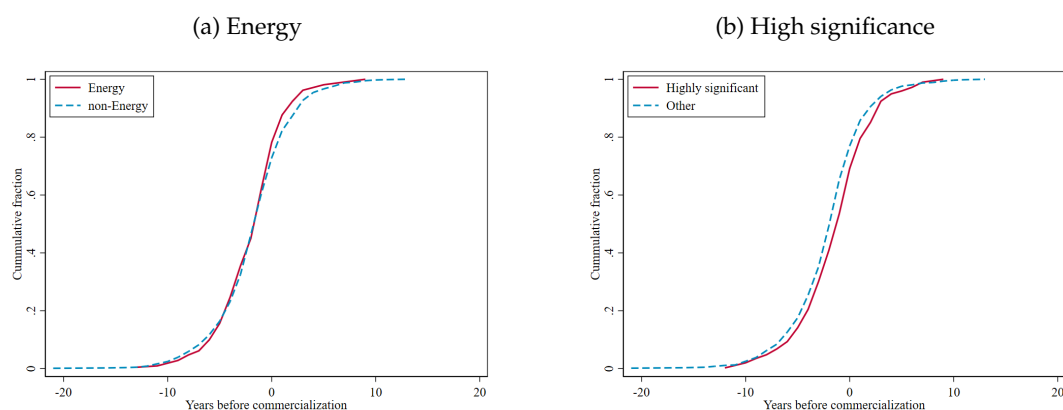 (a) Energy
Cummulative fraction
0 .2 .4 .6 .8 1
Energy
non-Energy
-20 -10 0 10 20
Years before commercialization
(b) High significance
Cummulative fraction
0 .2 .4 .6 .8 1
Highly significant
Other
-20 -10 0 10 20
Years before commercialization